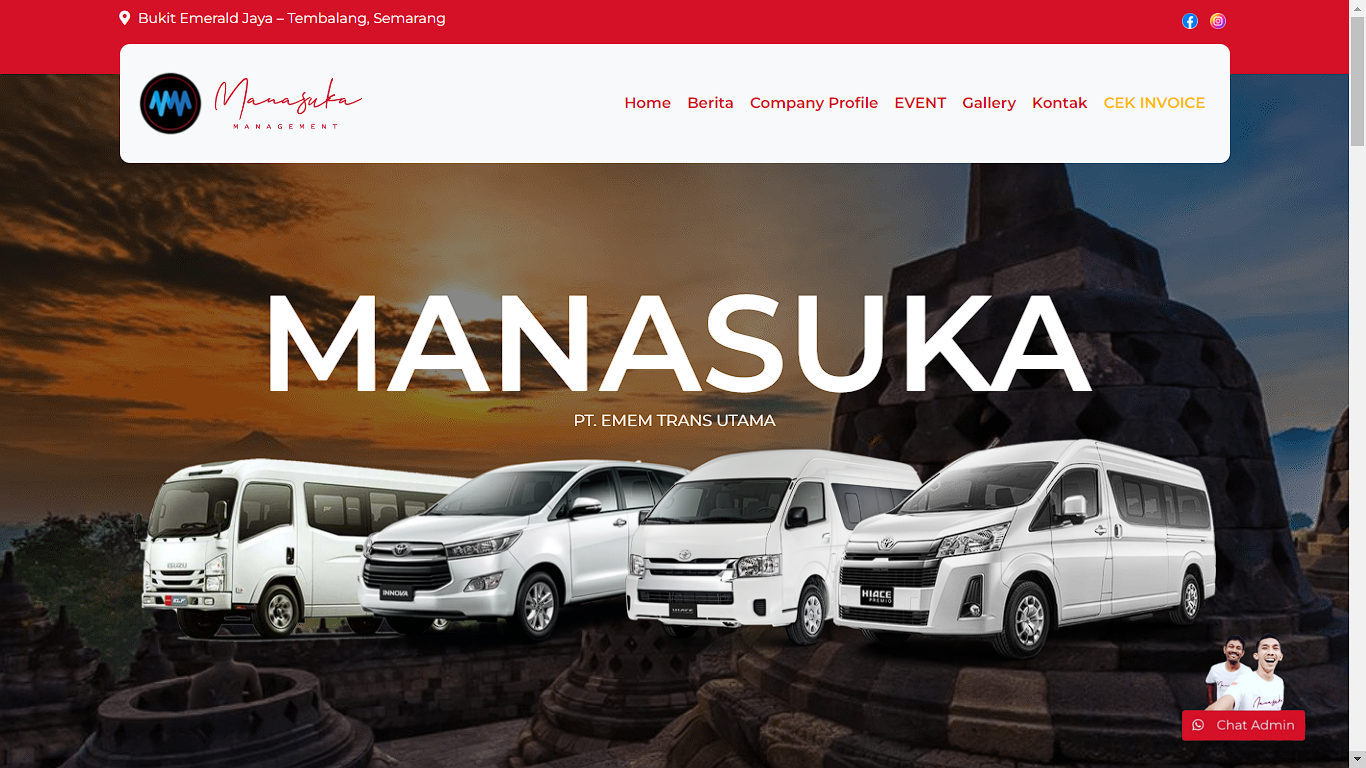 Bukit Emerald Jaya – Tembalang, Semarang
Manasuka
MANAGEMENT
Home Berita Company Profile EVENT Gallery Kontak CEK INVOICE
MANASUKA
PT. EMEM TRANS UTAMA
ISUZU
ELF
INNOVA
HIACE
HIACE
PREMIO
Chat Admin